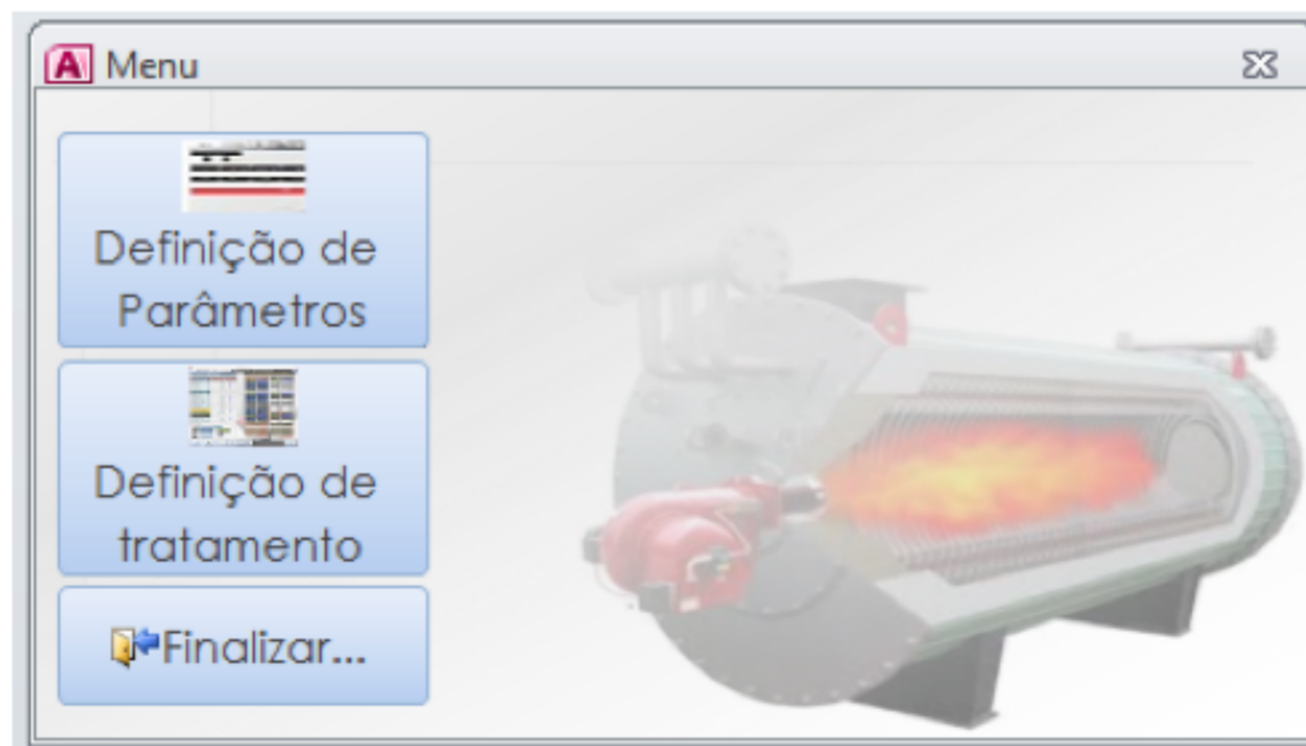 Menu
Definição de
Parâmetros
Definição de
tratamento
Finalizar...